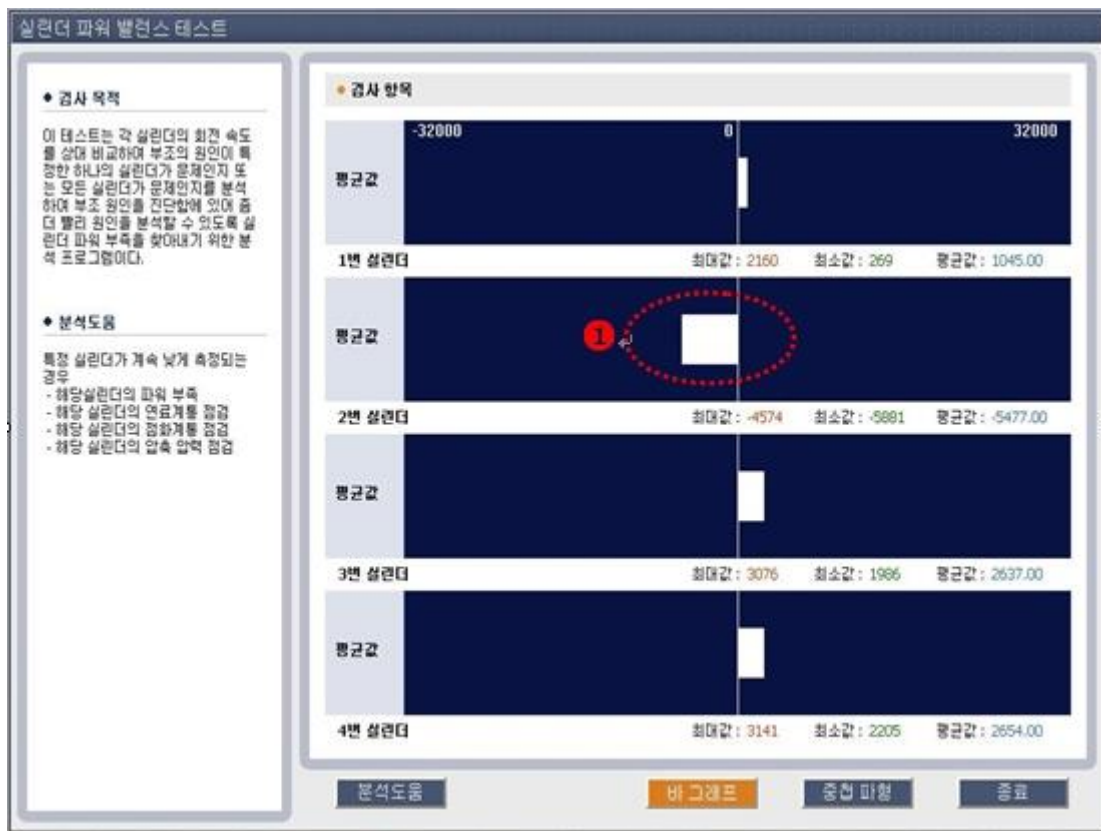 실린더 파워 밸런스 테스트
◆ 검사 목적
이 테스트는 각 실린더의 회전 속도
를 상대 비교하여 부조의 원인이 특
정한 하나의 실린더가 문제인지 또
는 모든 실린더가 문제인지를 분석
하여 부조 원인을 진단함에 있어 좀
더 빨리 원인을 분석할 수 있도록 실
린더 파워 부족을 찾아내기 위한 분
석 프로그램이다.
◆ 분석도움
특정 실린더가 계속 낮게 측정되는
경우
- 해당실린더의 파워 부족
- 해당 실린더의 연료계통 점검
- 해당 실린더의 점화계통 점검
- 해당 실린더의 압축 압력 점검
● 검사 항목
-32000 0 32000
평균값
1번 실린더 최대값 : 2160 최소값 : 269 평균값 : 1045.00
평균값
1
2번 실린더 최대값 : -4574 최소값 : -5881 평균값 : -5477.00
평균값
3번 실린더 최대값 : 3076 최소값 : 1986 평균값 : 2637.00
평균값
4번 실린더 최대값 : 3141 최소값 : 2205 평균값 : 2654.00
분석도움 바 그래프 중첩 파형 종료